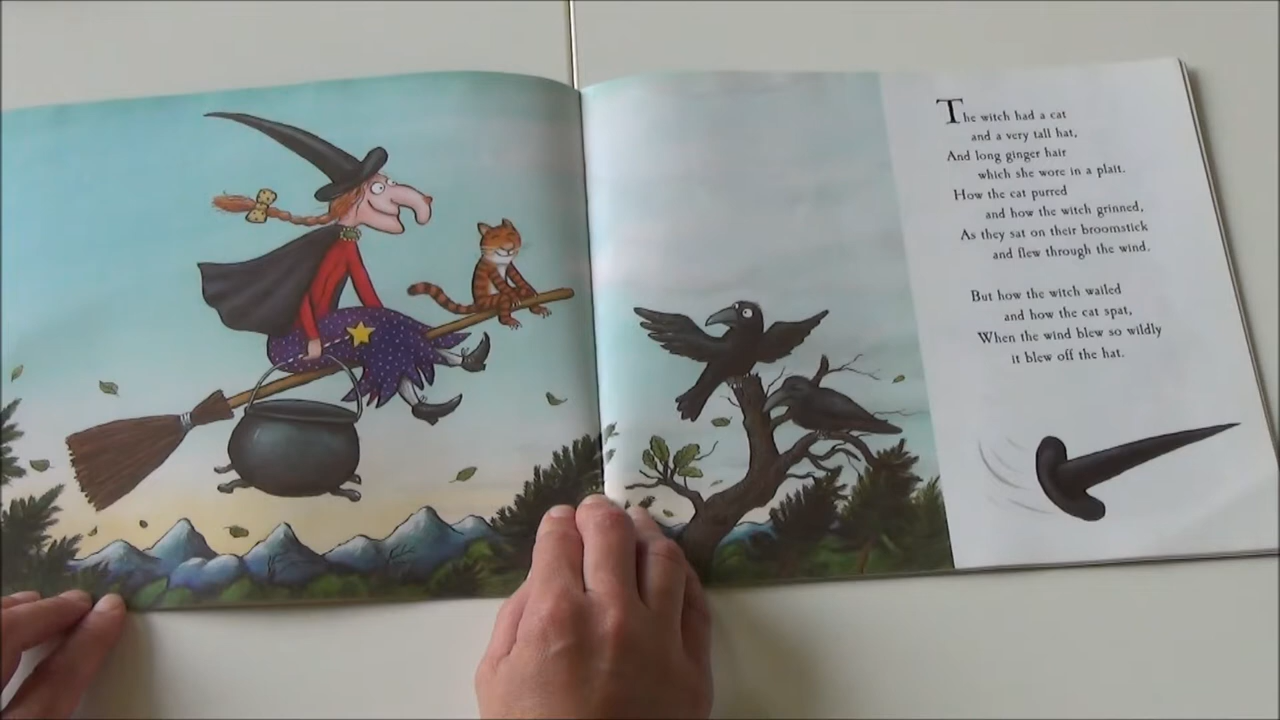 The witch had a cat
and a very tall hat,
And long ginger hair
which she wore in a plait.
How the cat purred
and how the witch grinned,
As they sat on their broomstick
and flew through the wind.
But how the witch wailed
and how the cat spat,
When the wind blew so wildly
it blew off the hat.